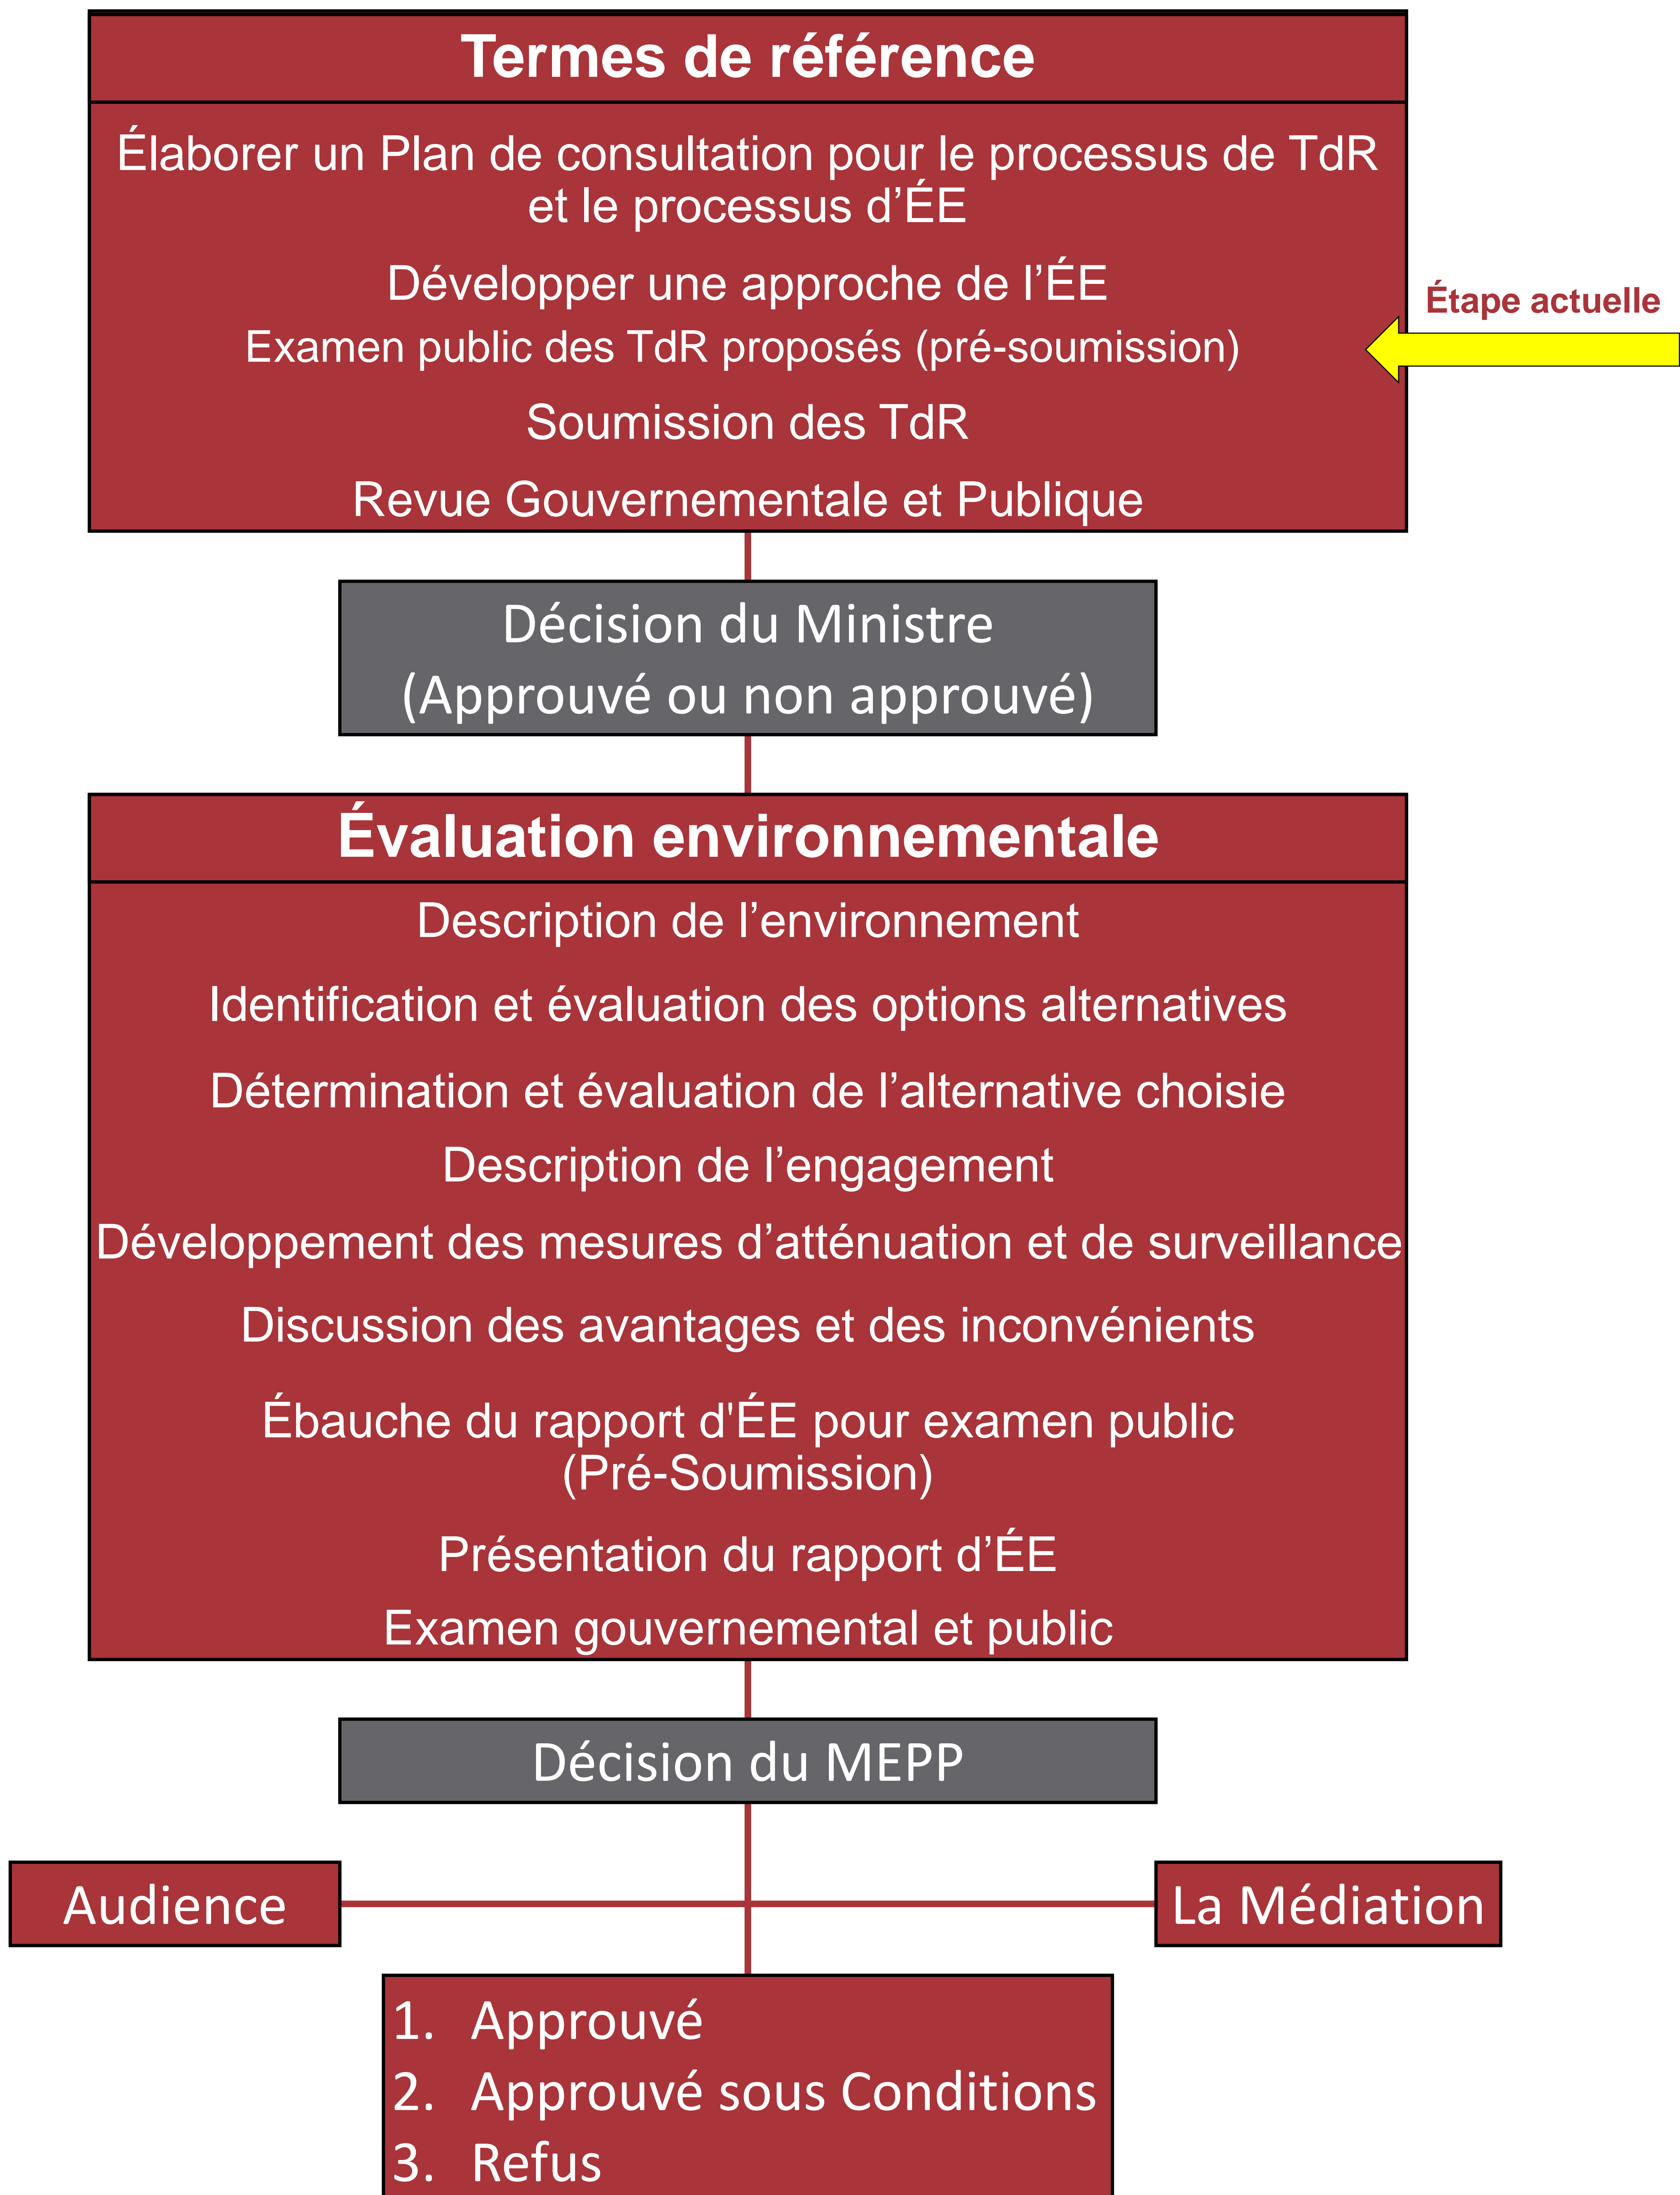 Termes de référence
Élaborer un Plan de consultation pour le processus de TdR
et le processus d’ÉE
Développer une approche de l’ÉE
Étape actuelle
Examen public des TdR proposés (pré-soumission)
Soumission des TdR
Revue Gouvernementale et Publique
Décision du Ministre
(Approuvé ou non approuvé)
Évaluation environnementale
Description de l’environnement
Identification et évaluation des options alternatives
Détermination et évaluation de l’alternative choisie
Description de l’engagement
Développement des mesures d’atténuation et de surveillance
Discussion des avantages et des inconvénients
Ébauche du rapport d'ÉE pour examen public
(Pré-Soumission)
Présentation du rapport d’ÉE
Examen gouvernemental et public
Décision du MEPP
Audience
La Médiation
1. Approuvé
2. Approuvé sous Conditions
3. Refus